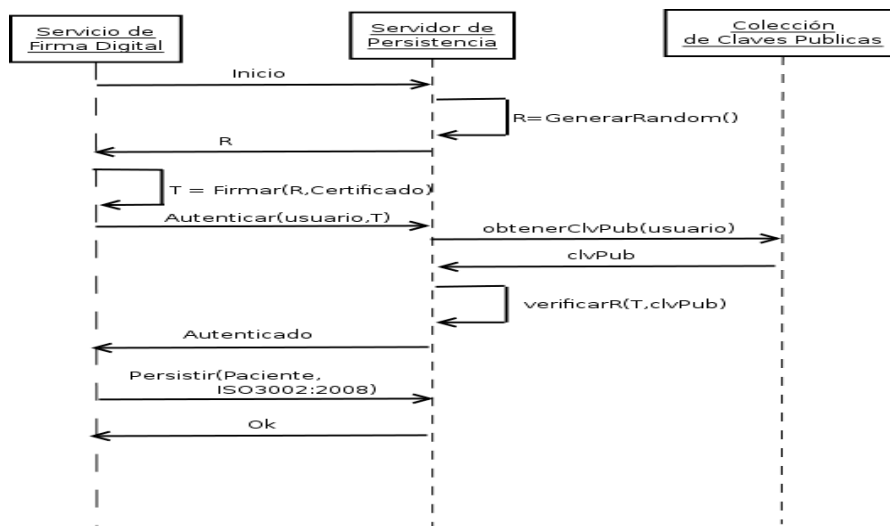 Servicio de
Firma Digital
Servidor de
Persistencia
Colección
de Claves Publicas
Inicio
R=GenerarRandom()
R
T = Firmar(R,Certificado)
Autenticar(usuario,T)
obtenerClvPub(usuario)
clvPub
verificarR(T,clvPub)
Autenticado
Persistir(Paciente,
ISO3002:2008)
Ok